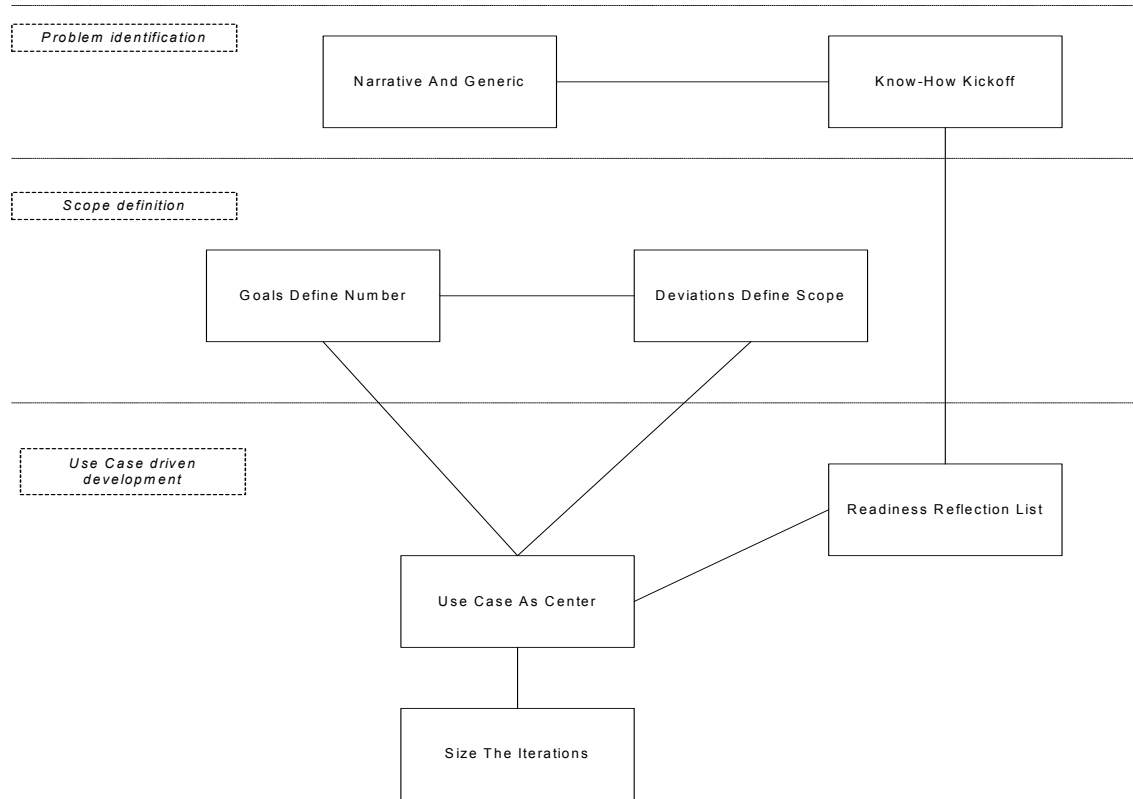 Problem identification
Narrative And Generic
Know-How Kickoff
Scope definition
Goals Define Number
Deviations Define Scope
Use Case driven
development
Readiness Reflection List
Use Case As Center
Size The Iterations